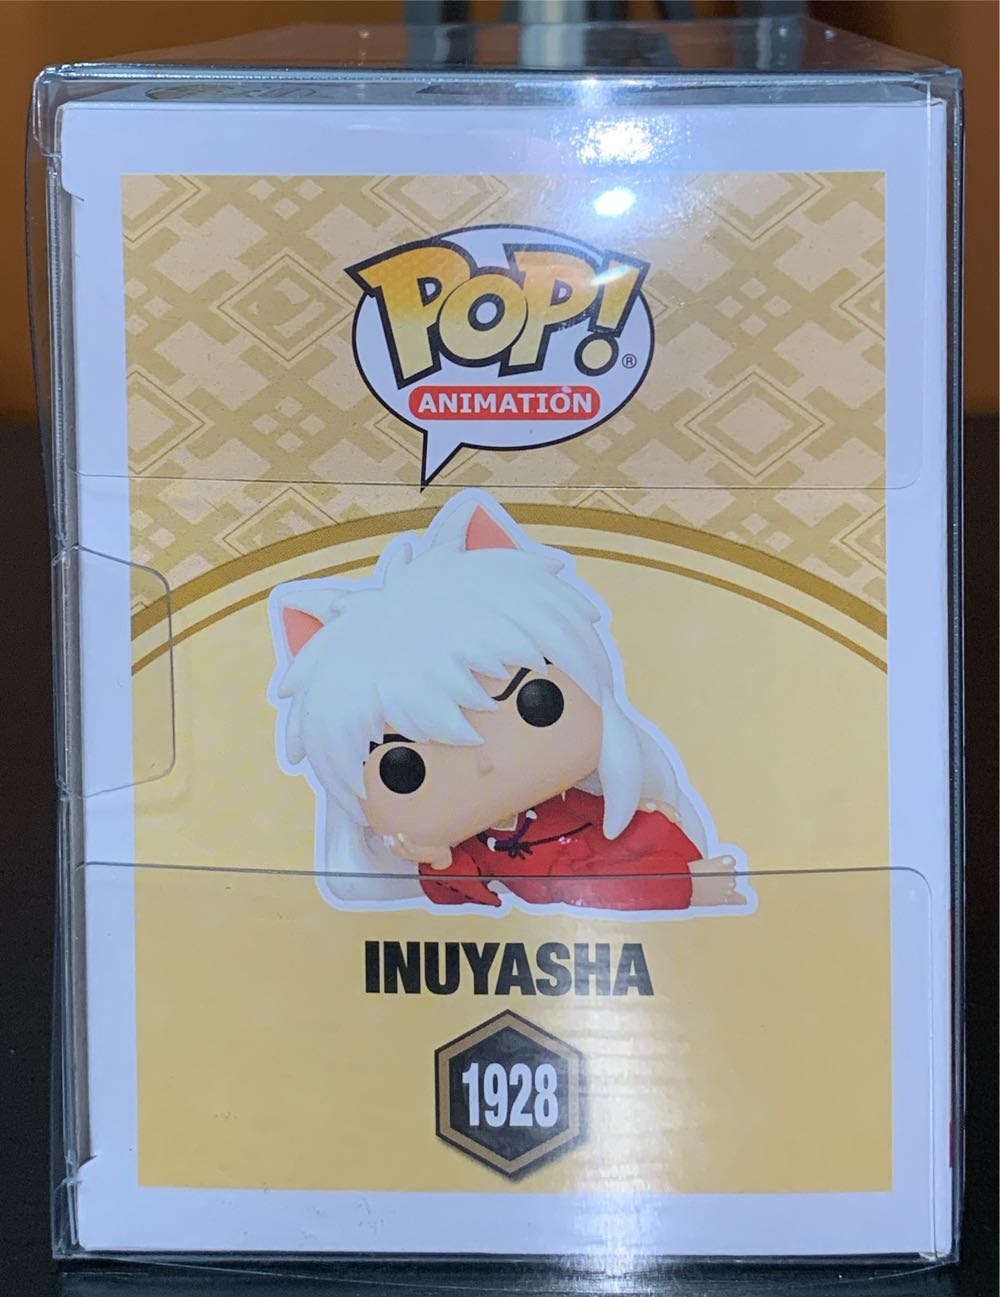 POP!®
ANIMATION
INUYASHA
1928